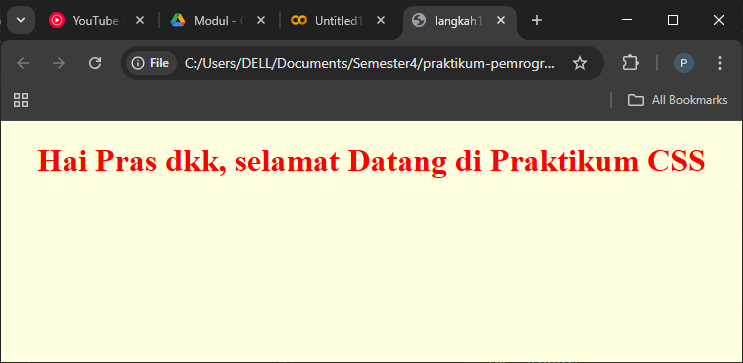 YouTube
Modul - 
Untitled1
langkah1
File
C:/Users/DELL/Documents/Semester4/praktikum-pemrogr...
P
All Bookmarks
Hai Pras dkk, selamat Datang di Praktikum CSS